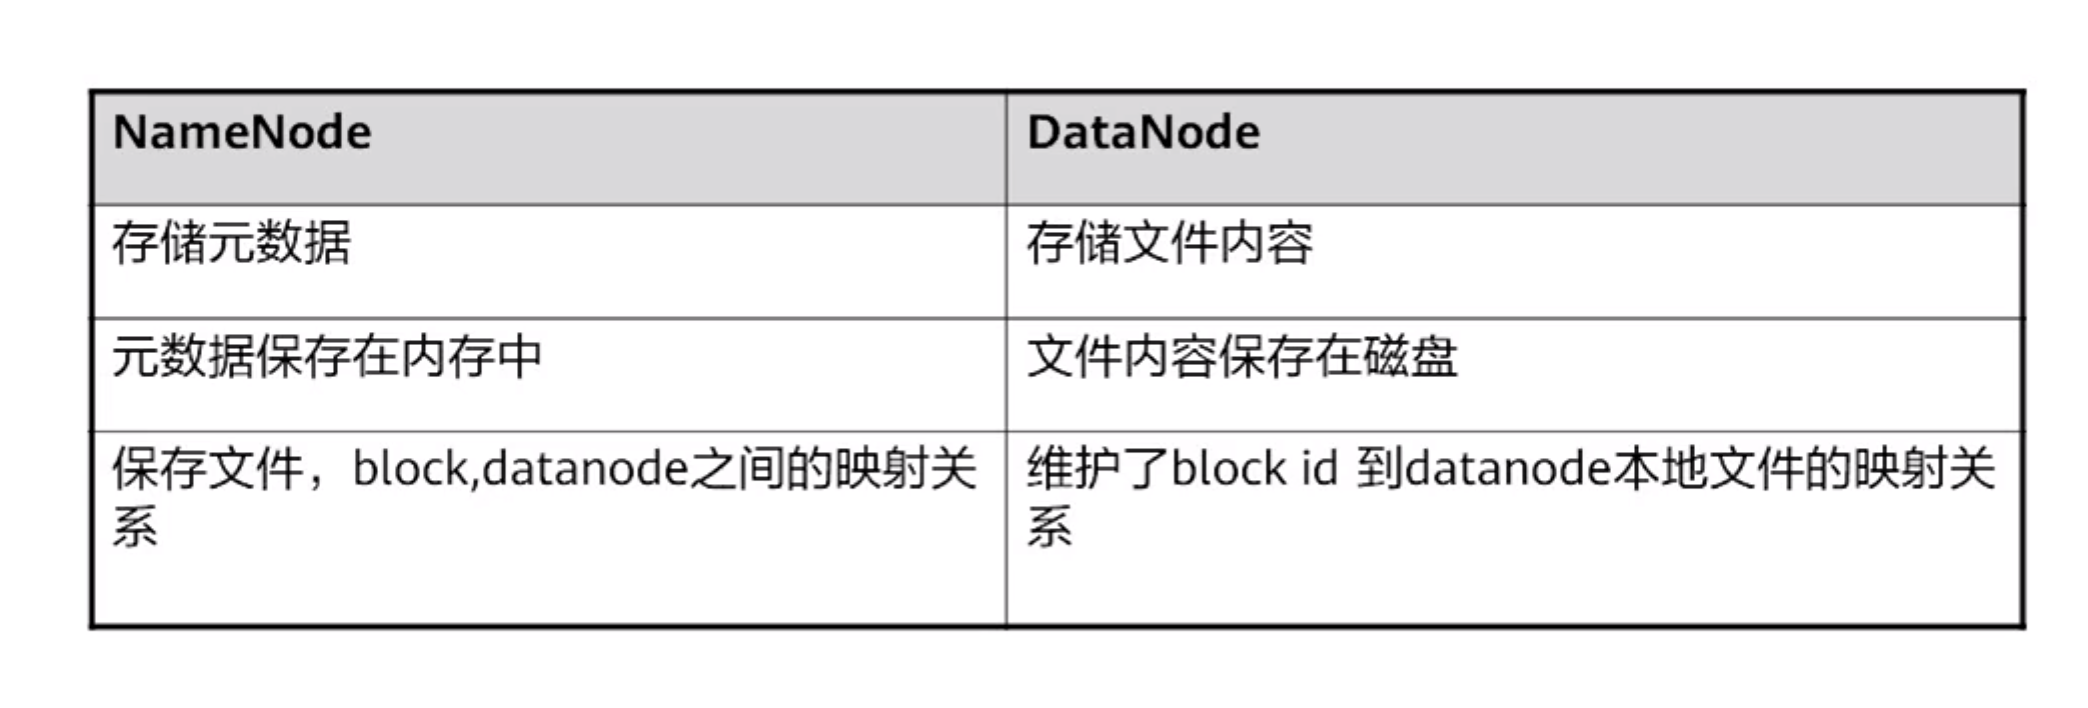 NameNode
DataNode
存储元数据
存储文件内容
元数据保存在内存中
文件内容保存在磁盘
保存文件，block,datanode之间的映射关
系
维护了block id 到datanode本地文件的映射关
系